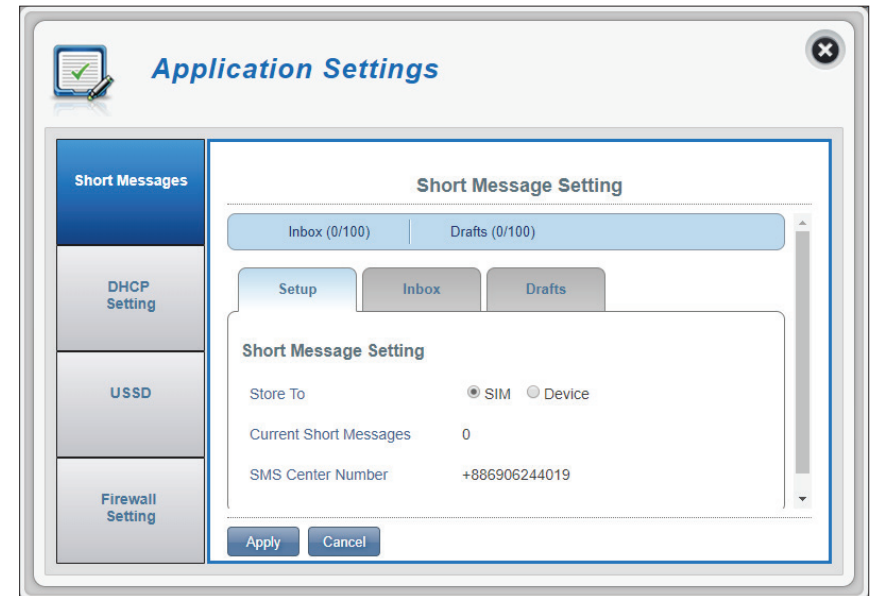 Application Settings
Short Messages
DHCP
Setting
USSD
Firewall
Setting
Short Message Setting
Inbox (0/100) Drafts (0/100)
Setup Inbox Drafts
Short Message Setting
Store To SIM Device
Current Short Messages 0
SMS Center Number +886906244019
Apply Cancel